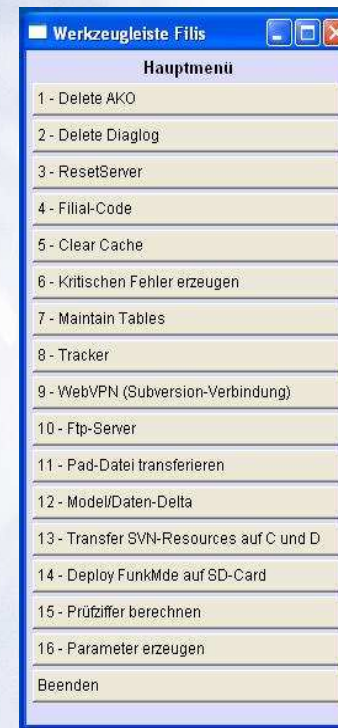 Werkzeugleiste Filis
Hauptmenü
1 - Delete AKO
2 - Delete Diaglog
3 - ResetServer
4 - Filial-Code
5 - Clear Cache
6 - Kritischen Fehler erzeugen
7 - Maintain Tables
8 - Tracker
9 - WebVPN (Subversion-Verbindung)
10 - Ftp-Server
11 - Pad-Datei transferieren
12 - Model/Daten-Delta
13 - Transfer SVN-Resources auf C und D
14 - Deploy FunkMde auf SD-Card
15 - Prüfziffer berechnen
16 - Parameter erzeugen
Beenden